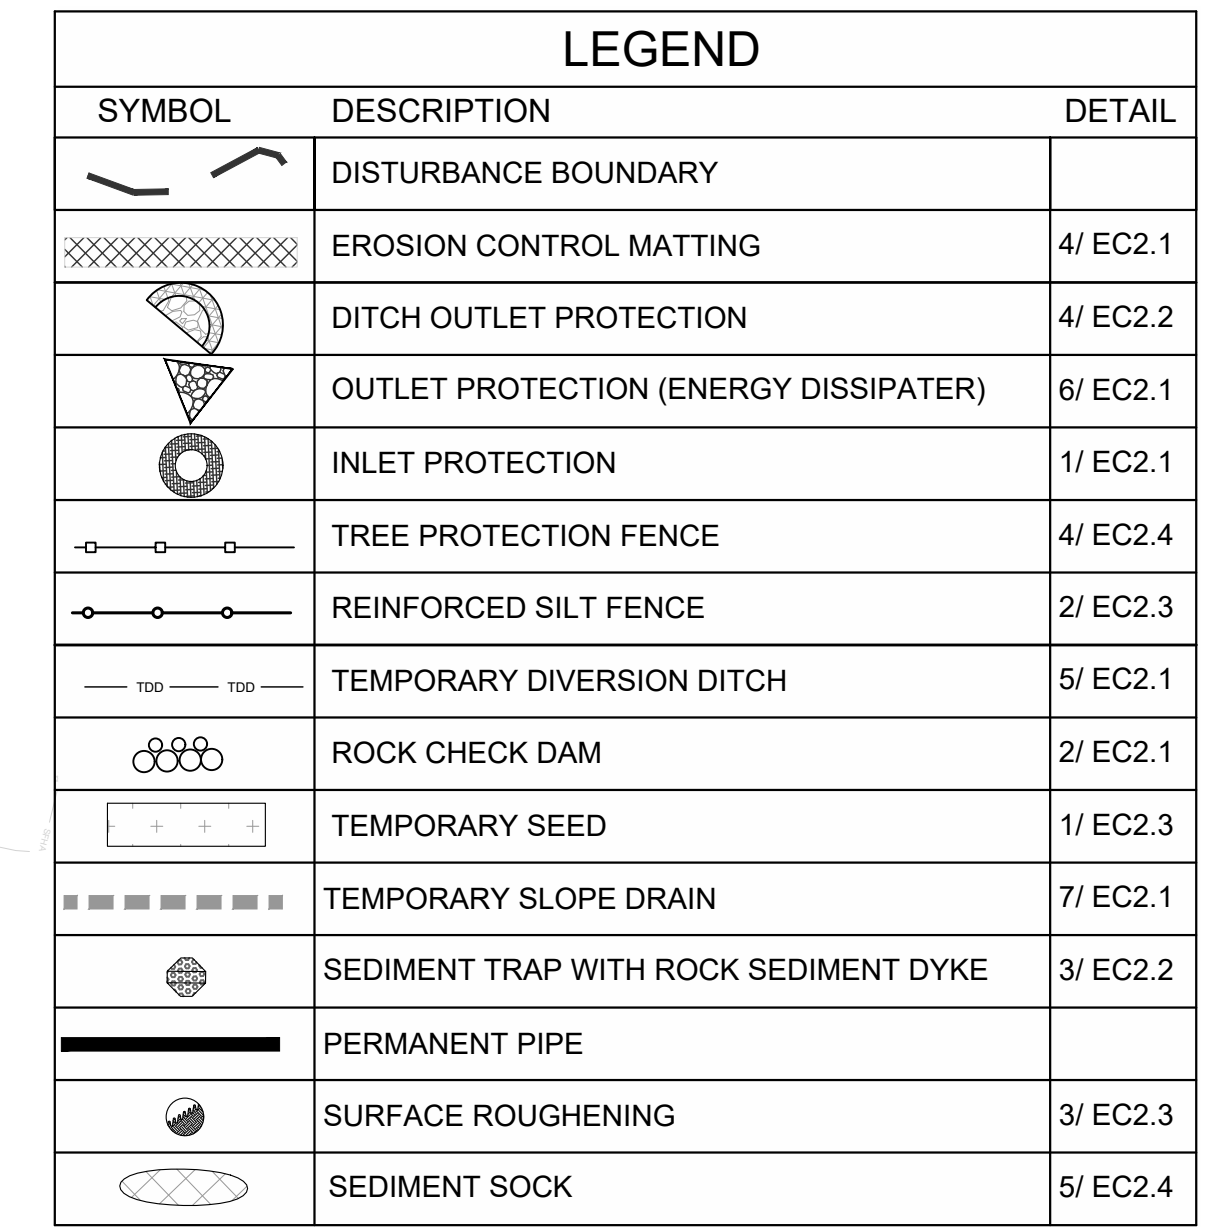 LEGEND
SYMBOL DESCRIPTION DETAIL
DISTURBANCE BOUNDARY
EROSION CONTROL MATTING 4/ EC2.1
DITCH OUTLET PROTECTION 4/ EC2.2
OUTLET PROTECTION (ENERGY DISSIPATER) 6/ EC2.1
INLET PROTECTION 1/ EC2.1
TREE PROTECTION FENCE 4/ EC2.4
REINFORCED SILT FENCE 2/ EC2.3
TDD TDD TEMPORARY DIVERSION DITCH 5/ EC2.1
ROCK CHECK DAM 2/ EC2.1
SFHA
TEMPORARY SEED 1/ EC2.3
TEMPORARY SLOPE DRAIN 7/ EC2.1
SEDIMENT TRAP WITH ROCK SEDIMENT DYKE 3/ EC2.2
PERMANENT PIPE
SURFACE ROUGHENING 3/ EC2.3
SEDIMENT SOCK 5/ EC2.4